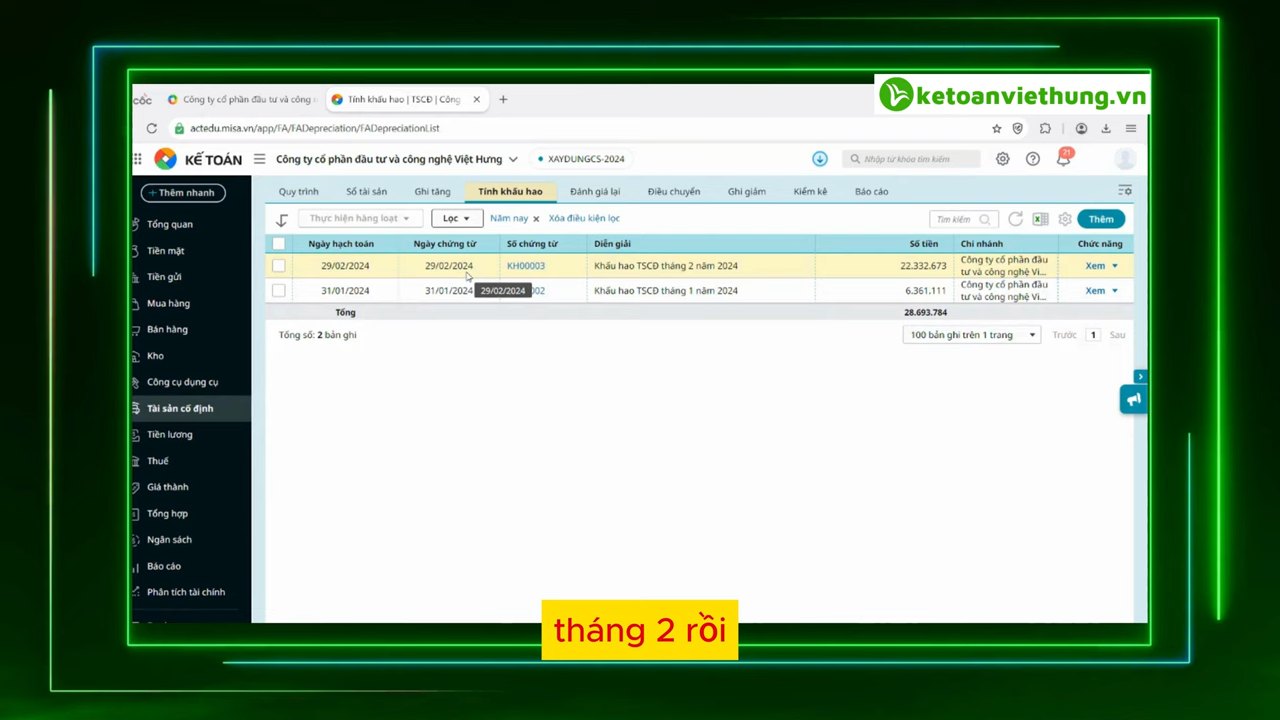 ketoanviethung.vn
cốc
Công ty cổ phần đầu tư và công
Tính khấu hao | TSCĐ | Công
actedu.misa.vn/app/FA/FADepreciation/FADepreciationList
KẾ TOÁN
Công ty cổ phần đầu tư và công nghệ Việt Hưng
XAYDUNGCS-2024
Nhập từ khóa tìm kiếm
21
+ Thêm nhanh
Quy trình Sổ tài sản Ghi tăng Tính khấu hao Đánh giá lại Điều chuyển Ghi giảm Kiểm kê Báo cáo
Tổng quan
Tiền mặt
Tiền gửi
Mua hàng
Bán hàng
Kho
Công cụ dụng cụ
Tài sản cố định
Tiền lương
Thuế
Giá thành
Tổng hợp
Ngân sách
Báo cáo
Phân tích tài chính
Thực hiện hàng loạt Lọc Năm nay Xóa điều kiện lọc Tìm kiếm Thêm
Ngày hạch toán Ngày chứng từ Số chứng từ Diễn giải Số tiền Chi nhánh Chức năng
29/02/2024 29/02/2024 KH00003 Khấu hao TSCĐ tháng 2 năm 2024 22.332.673 Công ty cổ phần đầu tư và công nghệ Vi... Xem
31/01/2024 31/01/2024 002 Khấu hao TSCĐ tháng 1 năm 2024 6.361.111 Công ty cổ phần đầu tư và công nghệ Vi... Xem
29/02/2024
Tổng 28.693.784
Tổng số: 2 bản ghi 100 bản ghi trên 1 trang Trước 1 Sau
tháng 2 rồi